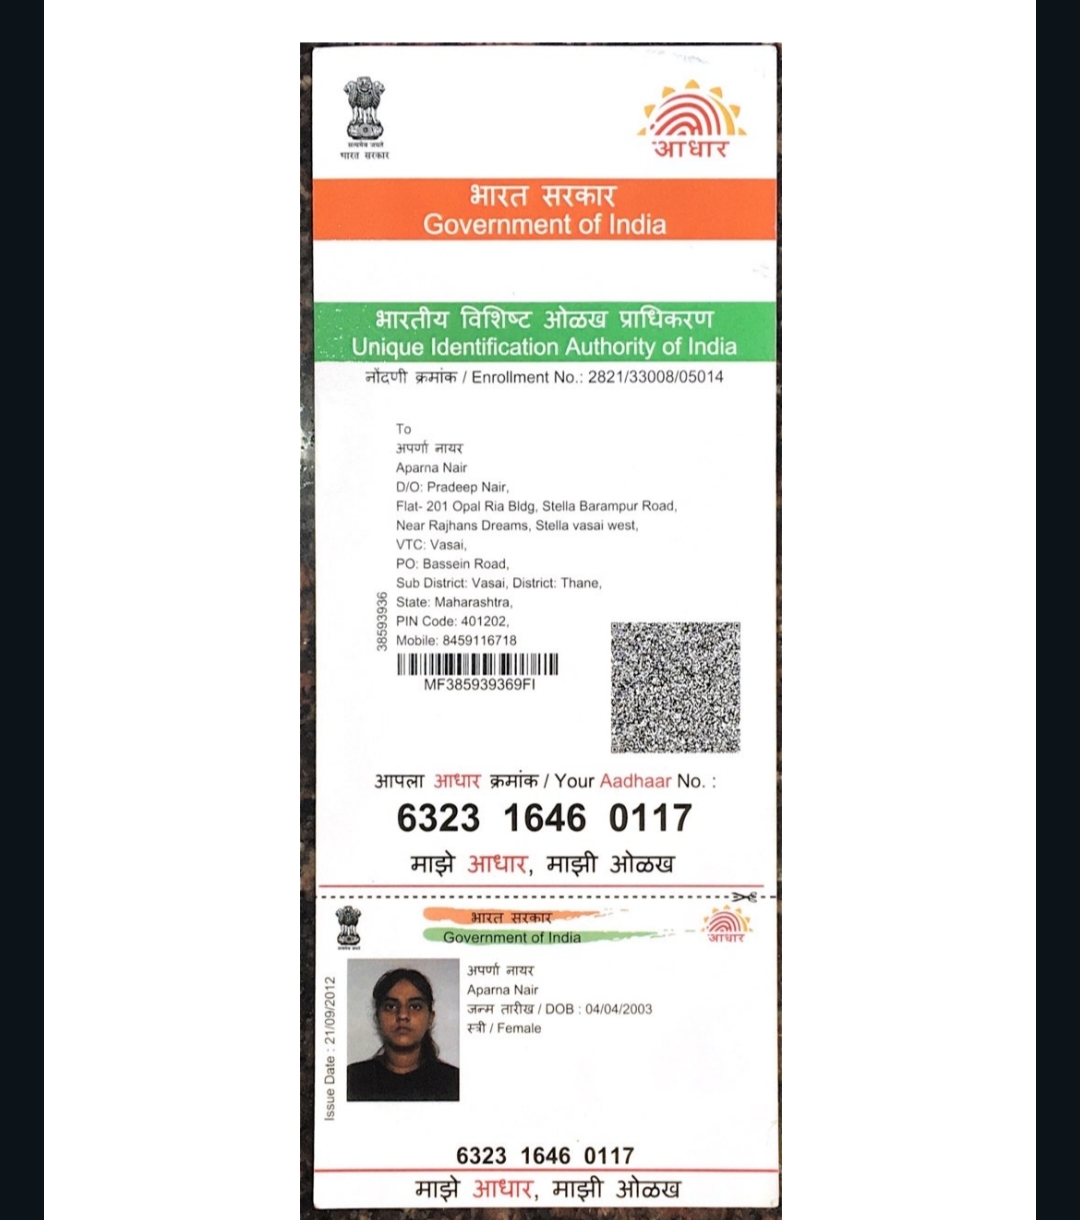 सत्यमेव जयते
भारत सरकार
आधार
भारत सरकार
Government of India
भारतीय विशिष्ट ओळख प्राधिकरण
Unique Identification Authority of India
नोंदणी क्रमांक / Enrollment No.: 2821/33008/05014
To
अपर्णा नायर
Aparna Nair
D/O: Pradeep Nair,
Flat- 201 Opal Ria Bldg, Stella Barampur Road,
Near Rajhans Dreams, Stella vasai west,
VTC: Vasai,
PO: Bassein Road,
Sub District: Vasai, District: Thane,
State: Maharashtra,
PIN Code: 401202,
Mobile: 8459116718
38593936
MF385939369FI
आपला आधार क्रमांक / Your Aadhaar No. :
6323 1646 0117
माझे आधार, माझी ओळख
भारत सरकार
Government of India
आधार
Issue Date : 21/09/2012
अपर्णा नायर
Aparna Nair
जन्म तारीख / DOB : 04/04/2003
स्त्री / Female
6323 1646 0117
माझे आधार, माझी ओळख